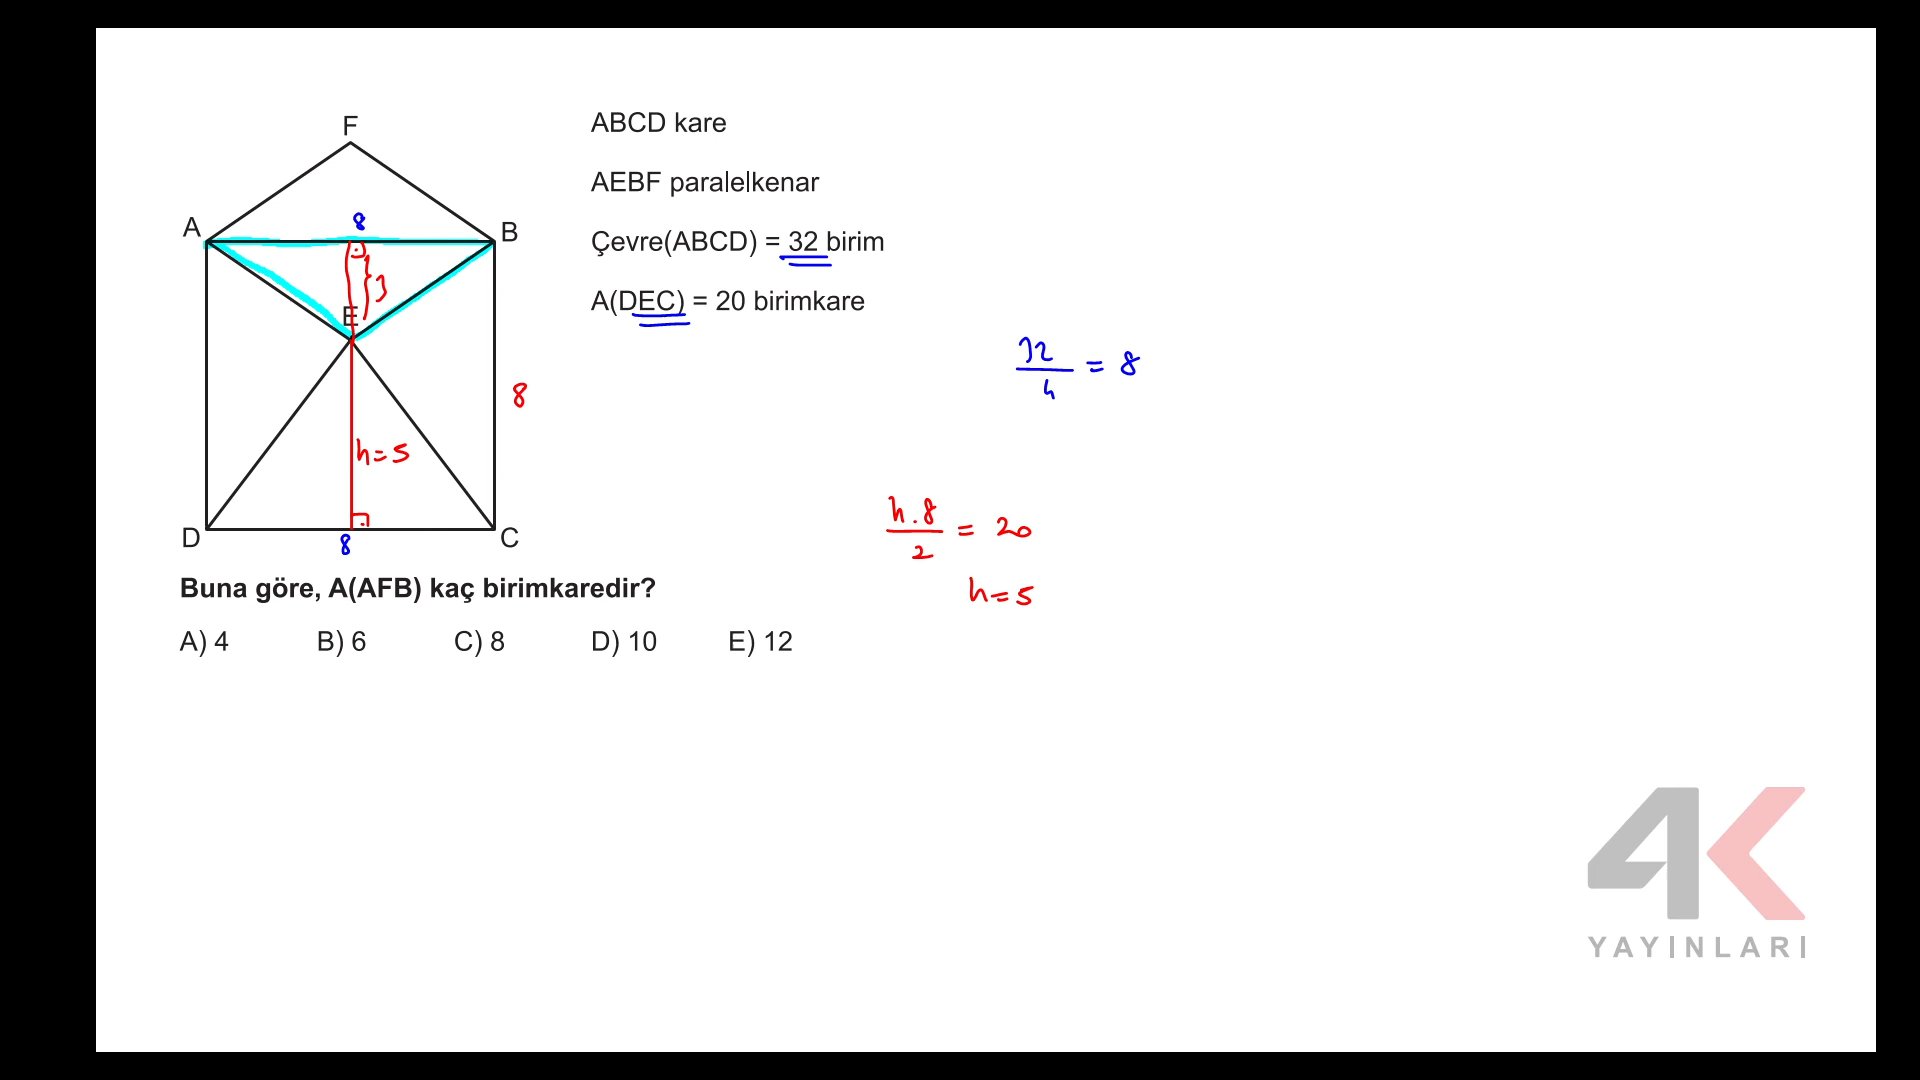 F
A
8
B
3
E
8
h=5
D
8
C
ABCD kare
AEBF paralelkenar
Çevre(ABCD) = 32 birim
A(DEC) = 20 birimkare
32/4 = 8
h.8/2 = 20
h=5
Buna göre, A(AFB) kaç birimkaredir?
A) 4 B) 6 C) 8 D) 10 E) 12
4K
YAYINLARI